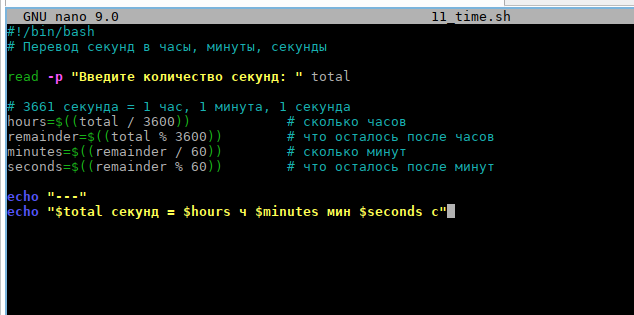 GNU nano 9.0 11_time.sh
#!/bin/bash
# Перевод секунд в часы, минуты, секунды
read -p "Введите количество секунд: " total
# 3661 секунда = 1 час, 1 минута, 1 секунда
hours=$((total / 3600)) # сколько часов
remainder=$((total % 3600)) # что осталось после часов
minutes=$((remainder / 60)) # сколько минут
seconds=$((remainder % 60)) # что осталось после минут
echo "---"
echo "$total секунд = $hours ч $minutes мин $seconds с"